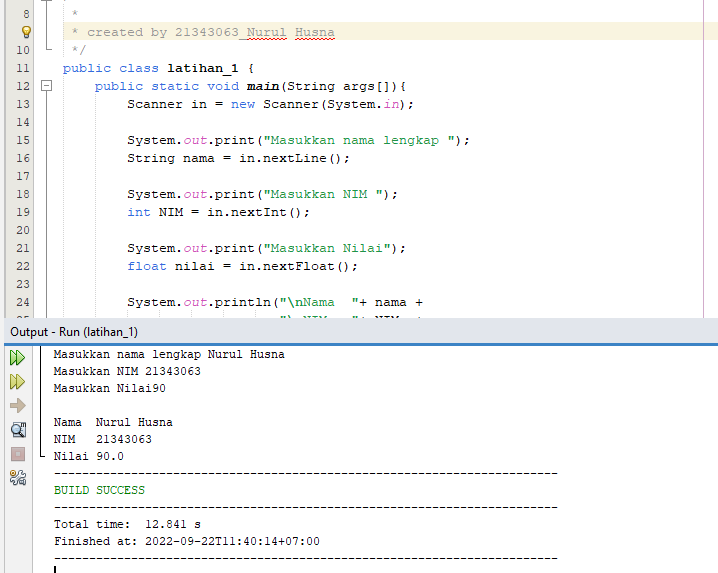 8 *
* created by 21343063_Nurul Husna
10 */
11 public class latihan_1 {
12 public static void main(String args[]){
13 Scanner in = new Scanner(System.in);
14
15 System.out.print("Masukkan nama lengkap ");
16 String nama = in.nextLine();
17
18 System.out.print("Masukkan NIM ");
19 int NIM = in.nextInt();
20
21 System.out.print("Masukkan Nilai");
22 float nilai = in.nextFloat();
23
24 System.out.println("\nNama  "+ nama +
Output - Run (latihan_1)
Masukkan nama lengkap Nurul Husna
Masukkan NIM 21343063
Masukkan Nilai90
Nama  Nurul Husna
NIM   21343063
Nilai 90.0
------------------------------------------------------------------------
BUILD SUCCESS
------------------------------------------------------------------------
Total time:  12.841 s
Finished at: 2022-09-22T11:40:14+07:00
------------------------------------------------------------------------